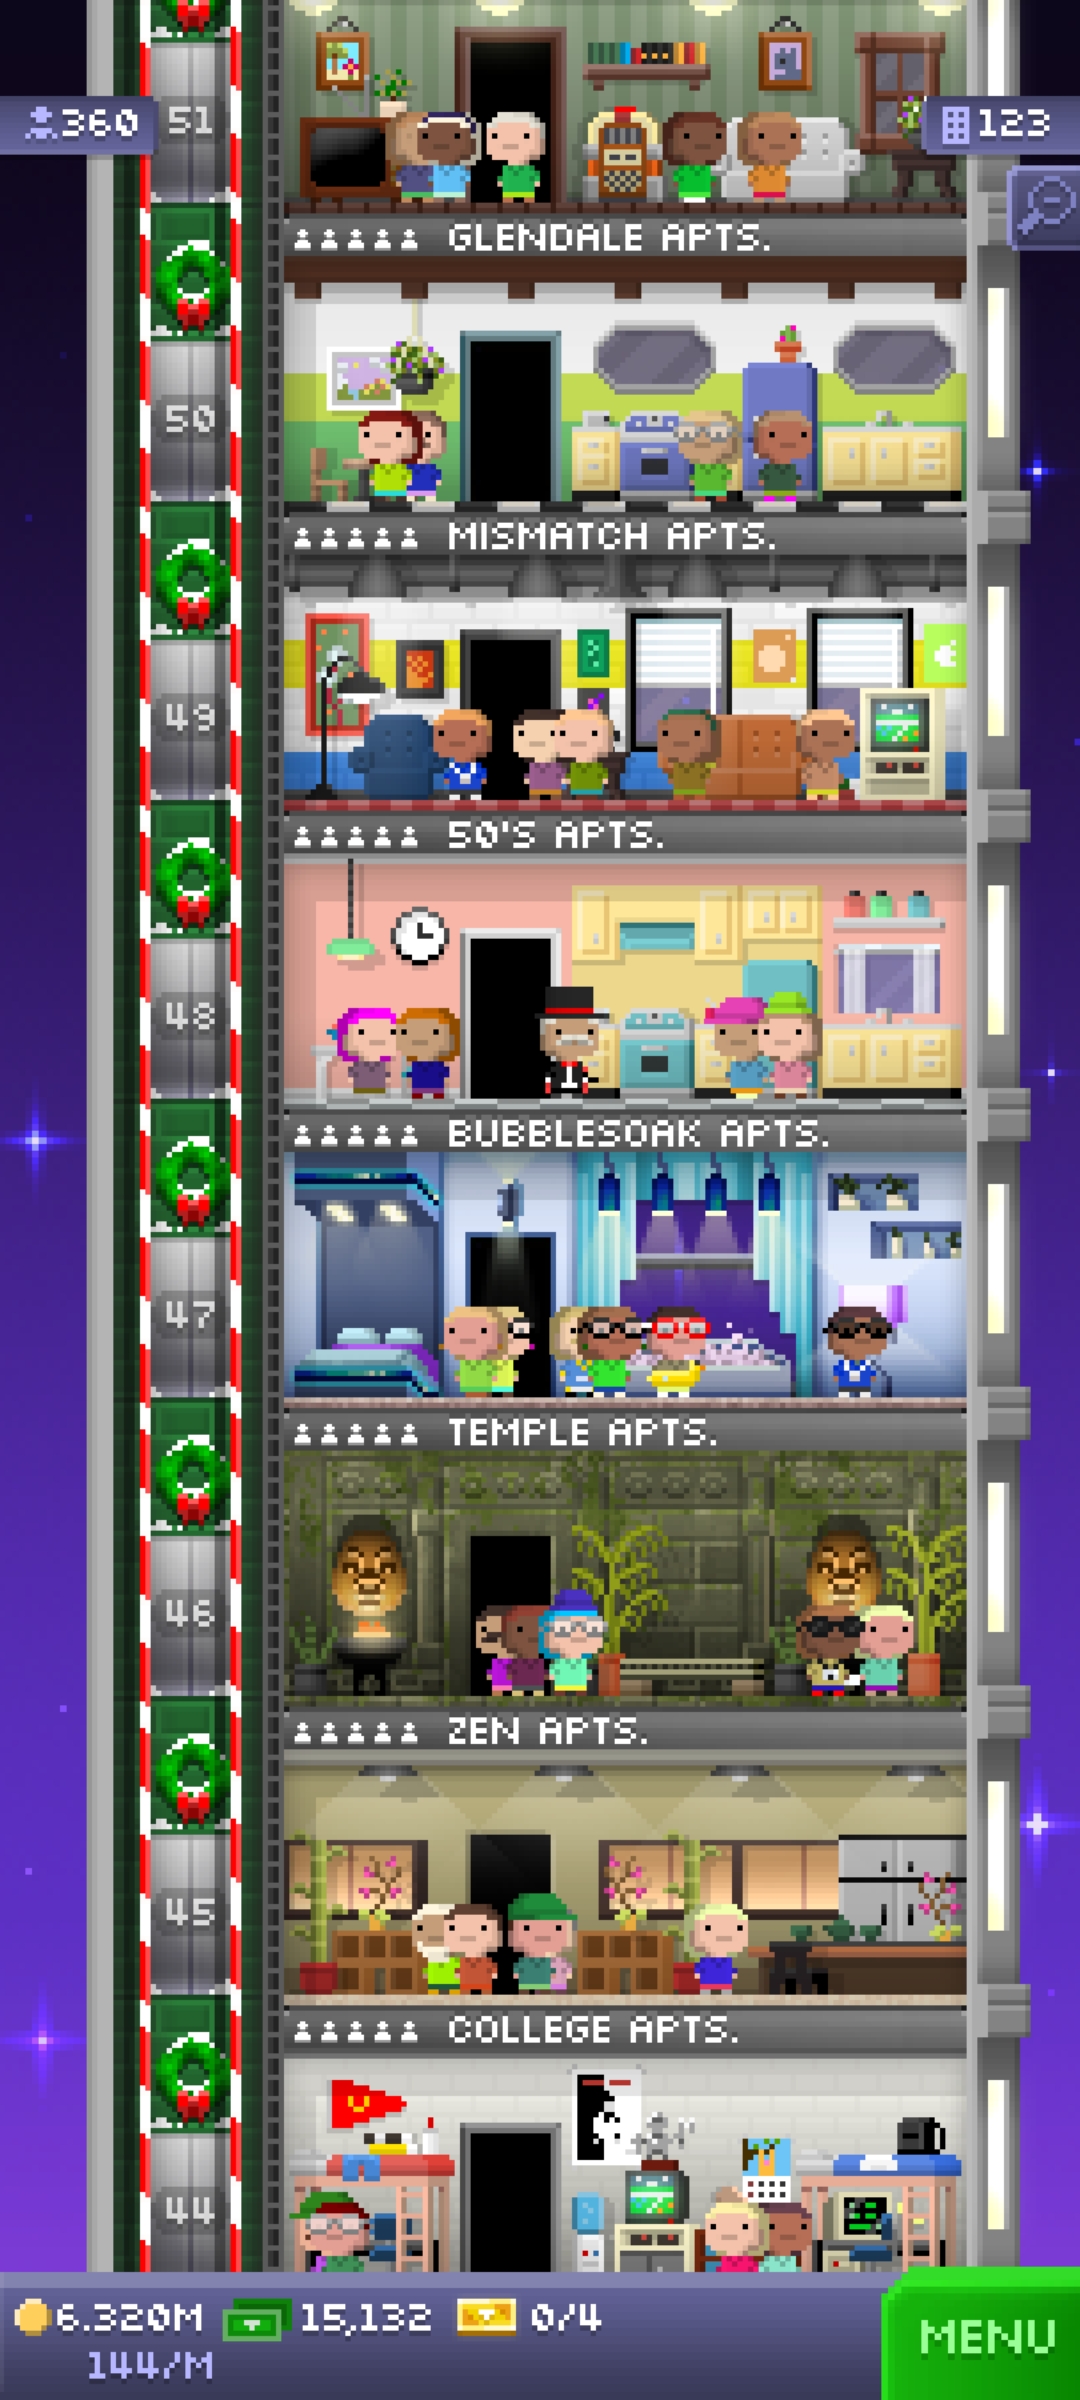 51
360
123
GLENDALE APTS.
50
MISMATCH APTS.
49
50'S APTS.
48
BUBBLESOAK APTS.
47
TEMPLE APTS.
46
ZEN APTS.
45
COLLEGE APTS.
44
6.320M 15,132 0/4
144/M
MENU